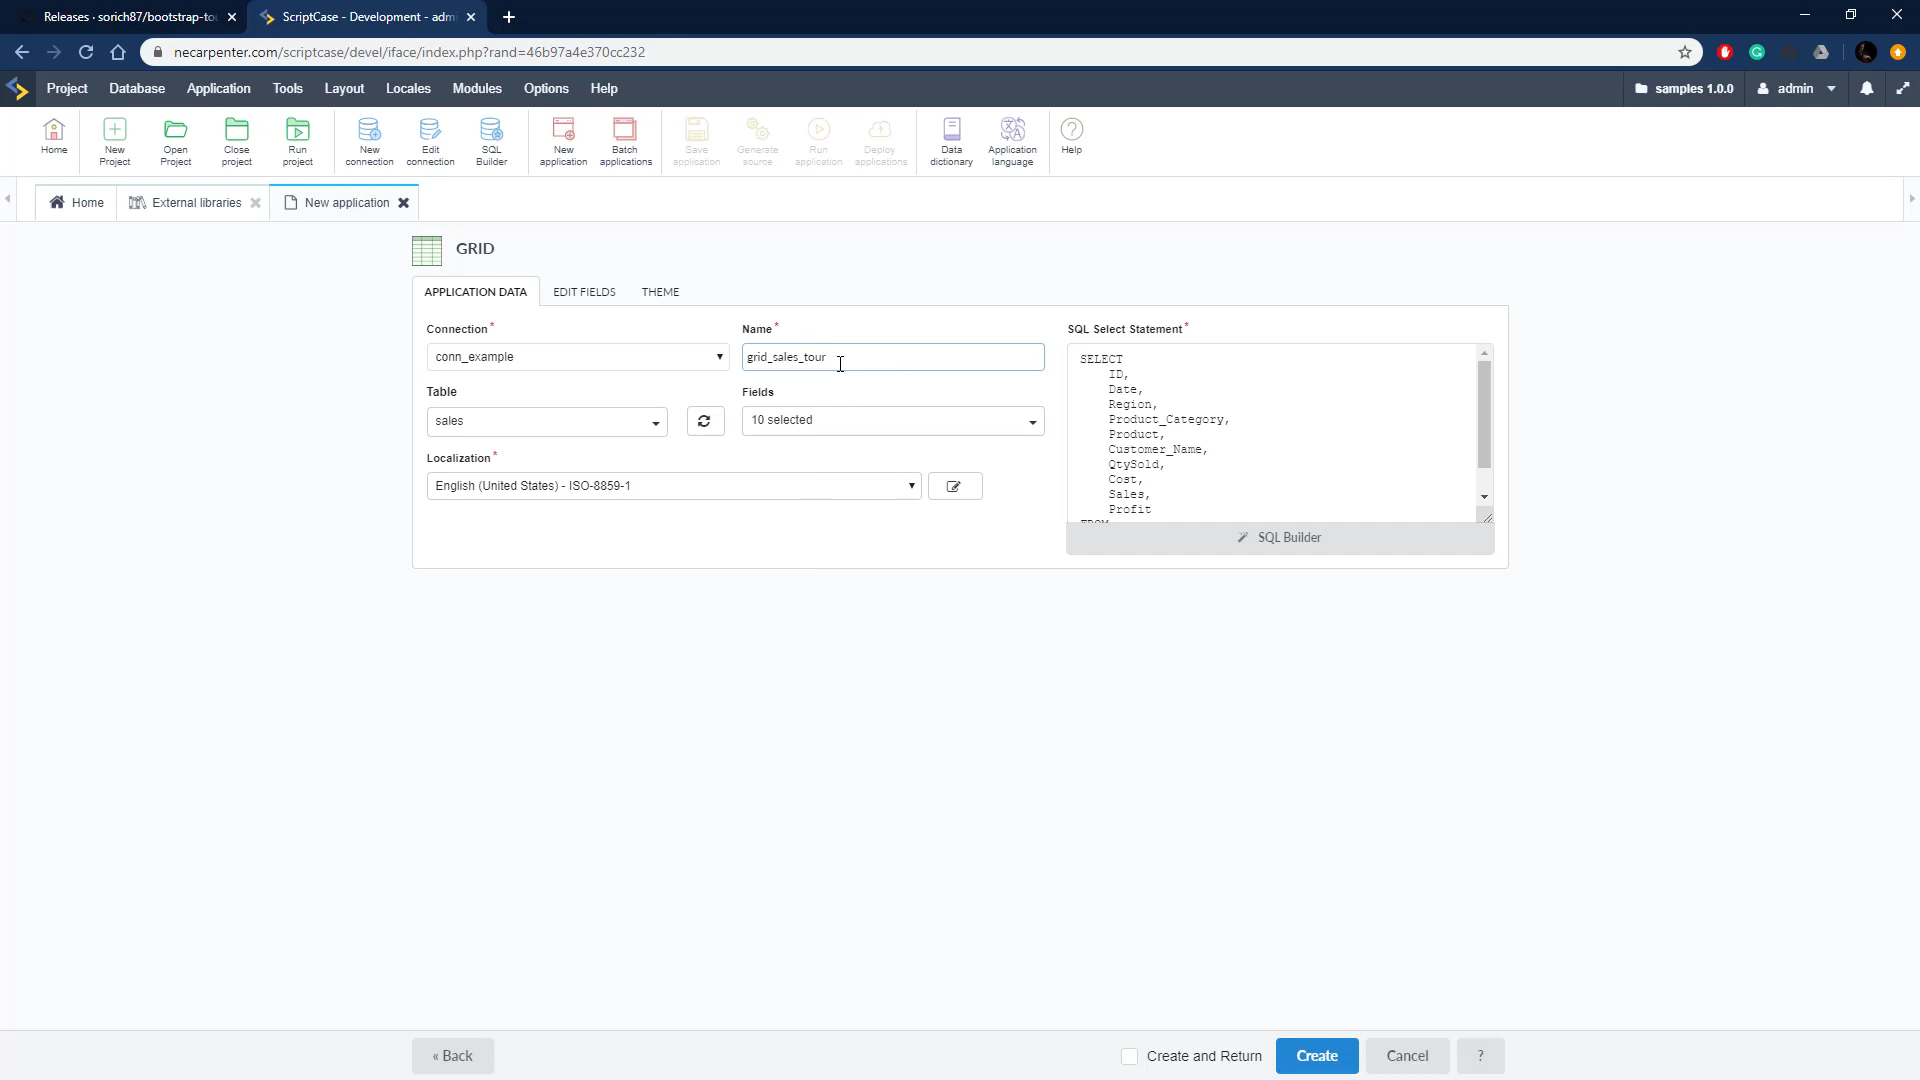 Releases · sorich87/bootstrap-to
ScriptCase - Development - admi
necarpenter.com/scriptcase/devel/iface/index.php?rand=46b97a4e370cc232
Project Database Application Tools Layout Locales Modules Options Help samples 1.0.0 admin
Home
New Project
Open Project
Close project
Run project
New connection
Edit connection
SQL Builder
New application
Batch applications
Save application
Generate source
Run application
Deploy applications
Data dictionary
Application language
Help
Home External libraries New application
GRID
APPLICATION DATA EDIT FIELDS THEME
Connection * Name * SQL Select Statement *
conn_example grid_sales_tour
Table Fields
sales 10 selected
Localization *
English (United States) - ISO-8859-1
SELECT
ID,
Date,
Region,
Product_Category,
Product,
Customer_Name,
QtySold,
Cost,
Sales,
Profit
FROM
SQL Builder
« Back Create and Return Create Cancel ?